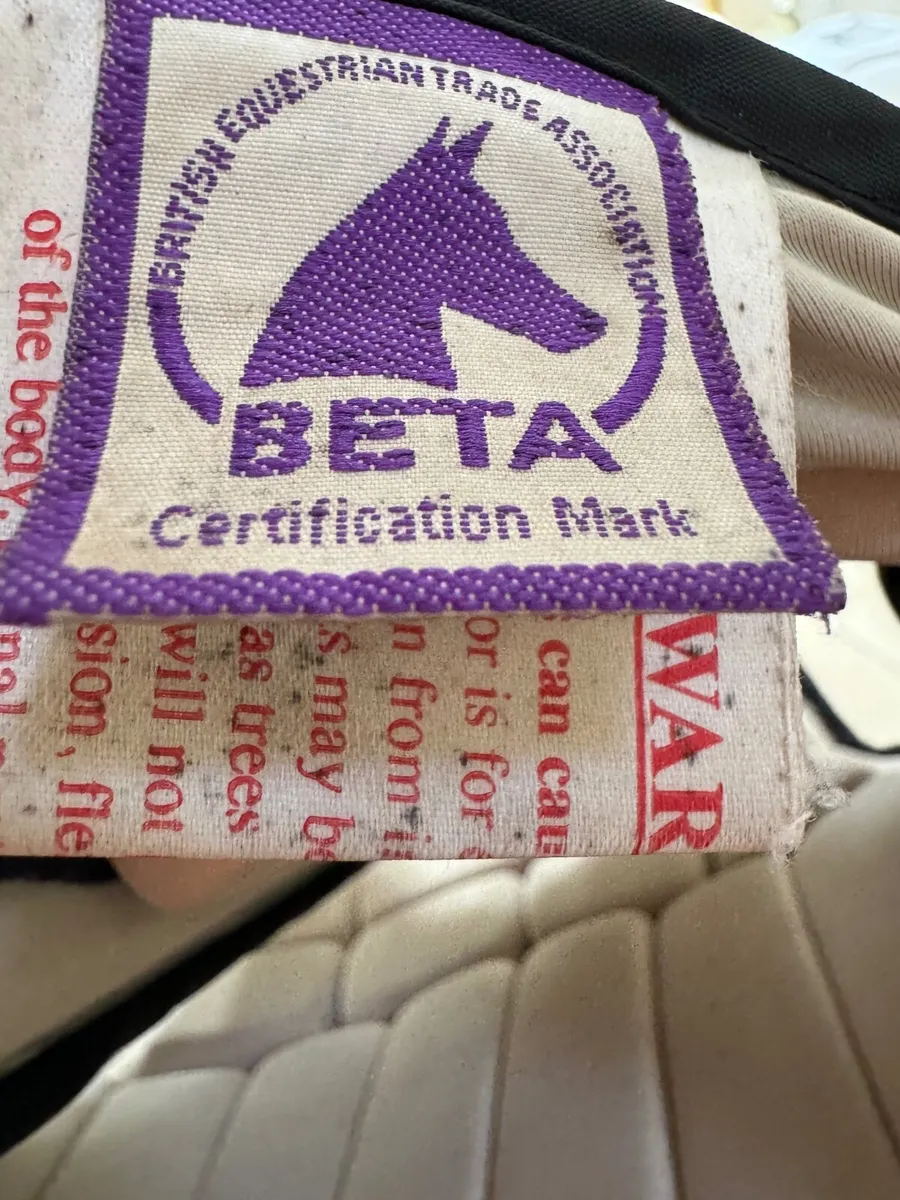 BRITISH EQUESTRIAN TRADE ASSOCIATION
BETA
Certification Mark
WAR
can cau
or is for
n from i
s may be
as trees
will not
sion, fle
of the body.